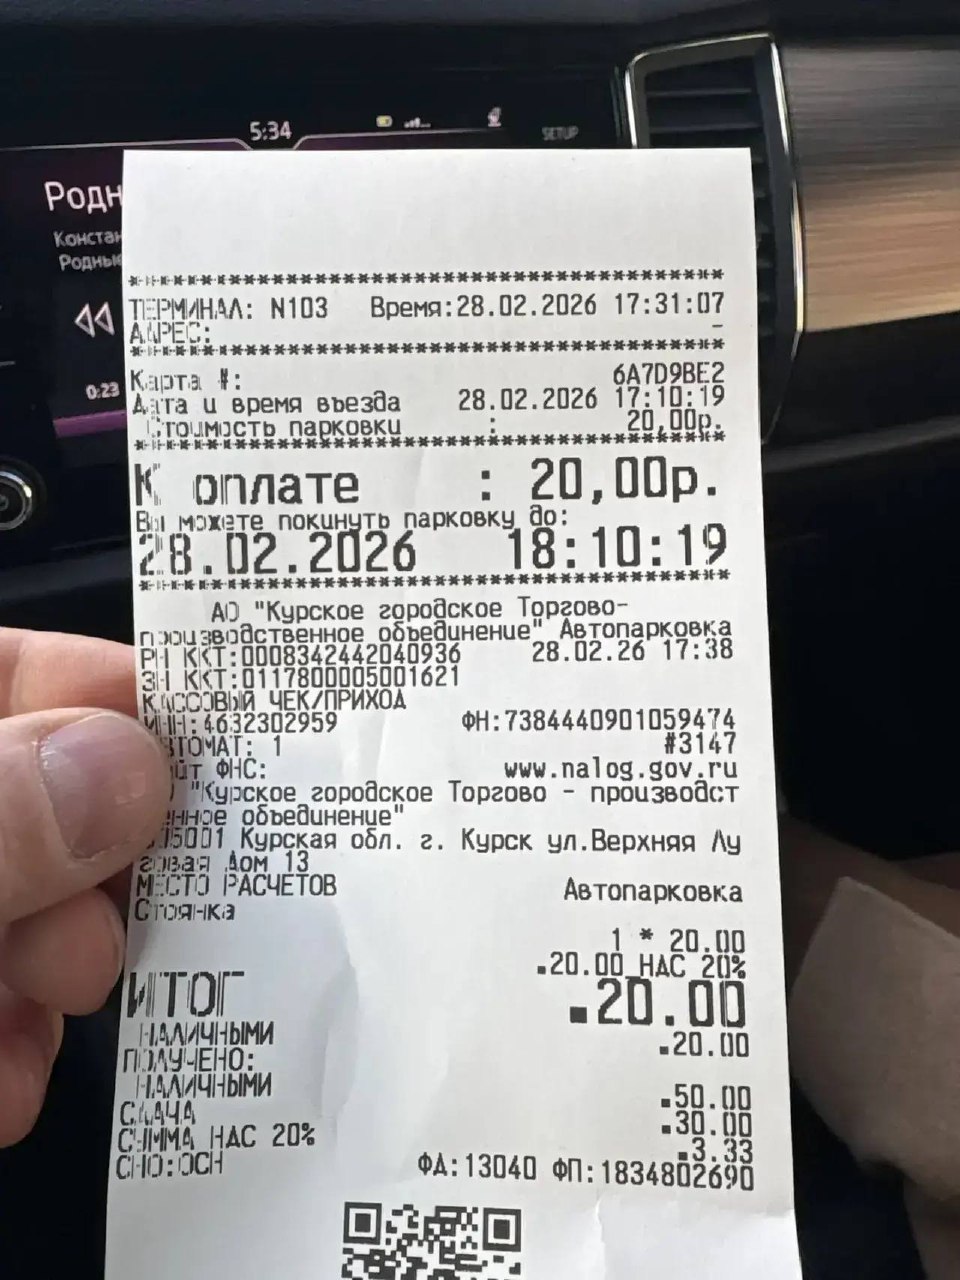 5:34
SETUP
Родн
Констан
Родные
0:23
********************************************
ТЕРМИНАЛ: N103 Время:28.02.2026 17:31:07
АДРЕС: -
********************************************
Карта #: 6A7D9BE2
Дата и время въезда 28.02.2026 17:10:19
Стоимость парковки : 20,00р.
********************************************
К оплате : 20,00р.
Вы можете покинуть парковку до:
28.02.2026 18:10:19
********************************************
АО "Курское городское Торгово-
производственное объединение" Автопарковка
РН ККТ:0008342442040936 28.02.26 17:38
ЗН ККТ:0117800005001621
КАССОВЫЙ ЧЕК/ПРИХОД
ИНН:4632302959 ФН:7384440901059474
АВТОМАТ: 1 #3147
Сайт ФНС: www.nalog.gov.ru
"Курское городское Торгово - производст
енное объединение"
305001 Курская обл. г. Курск ул.Верхняя Лу
говая Дом 13
МЕСТО РАСЧЕТОВ Автопарковка
Стоянка
1 * 20.00
.20.00 НДС 20%
ИТОГ .20.00
НАЛИЧНЫМИ .20.00
ПОЛУЧЕНО:
НАЛИЧНЫМИ .50.00
СДАЧА .30.00
СУММА НДС 20% .3.33
СНО:ОСН ФД:13040 ФП:1834802690